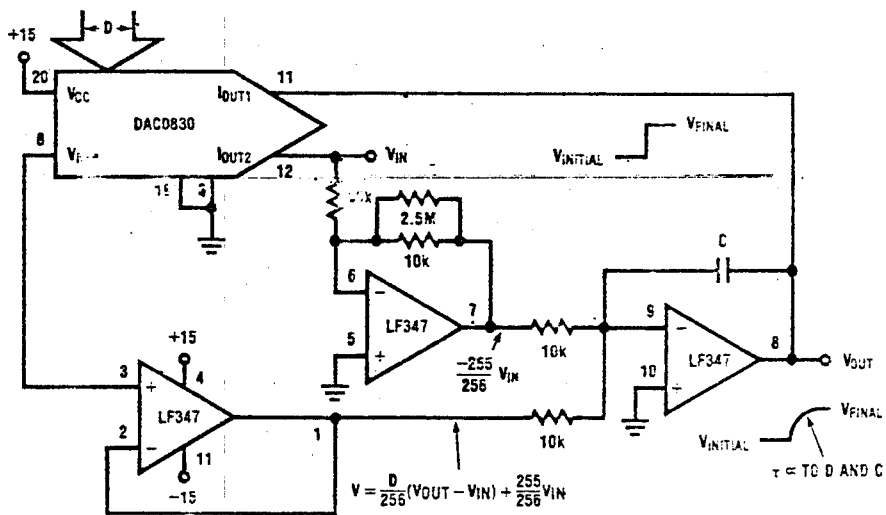 D
+15
20
11
VCC
IOUT1
DAC0830
8
IOUT2
VIN
12
VINITIAL
VFINAL
2.5M
10k
C
6
7
LF347
5
-255/256 VIN
10k
9
8
LF347
10
VOUT
+15
3
4
LF347
2
11
-15
1
10k
V = D/256 (VOUT - VIN) + 255/256 VIN
VINITIAL
VFINAL
τ ∝ TO D AND C